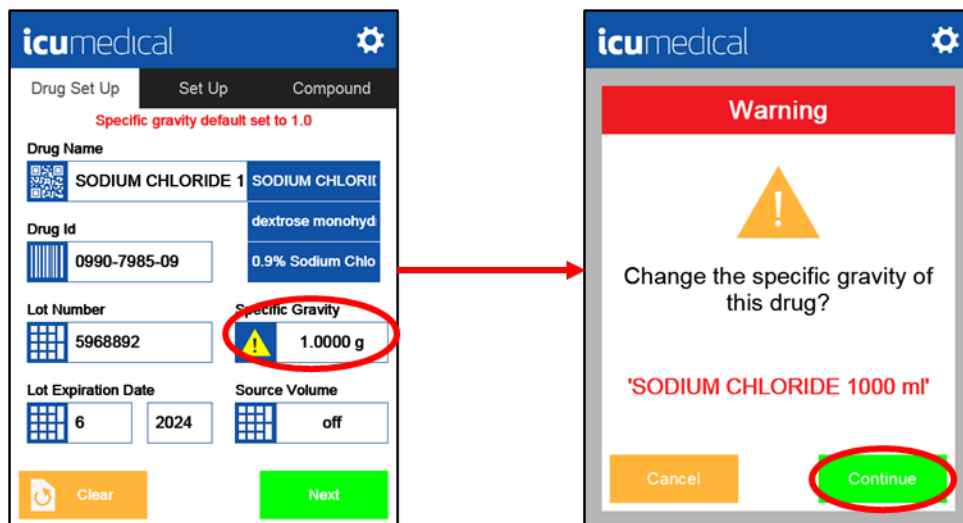 icumedical
Drug Set Up Set Up Compound
Specific gravity default set to 1.0
Drug Name
SODIUM CHLORIDE 1 SODIUM CHLORI
dextrose monohyd
Drug Id
0990-7985-09 0.9% Sodium Chlo
Lot Number Specific Gravity
5968892 ! 1.0000 g
Lot Expiration Date Source Volume
6 2024 off
Clear Next
icumedical
Warning
!
Change the specific gravity of
this drug?
'SODIUM CHLORIDE 1000 ml'
Cancel Continue